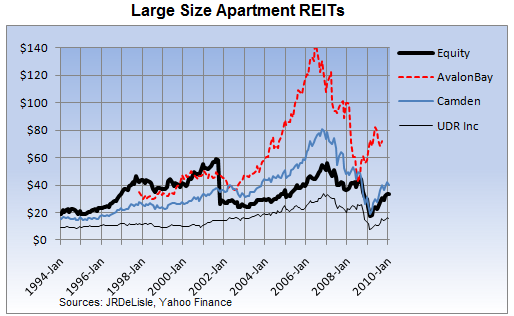 Large Size Apartment REITs
$140
$120
$100
$80
$60
$40
$20
$0
1994-Jan
1996-Jan
1998-Jan
2000-Jan
2002-Jan
2004-Jan
2006-Jan
2008-Jan
2010-Jan
Equity
AvalonBay
Camden
UDR Inc
Sources: JRDeLisle, Yahoo Finance